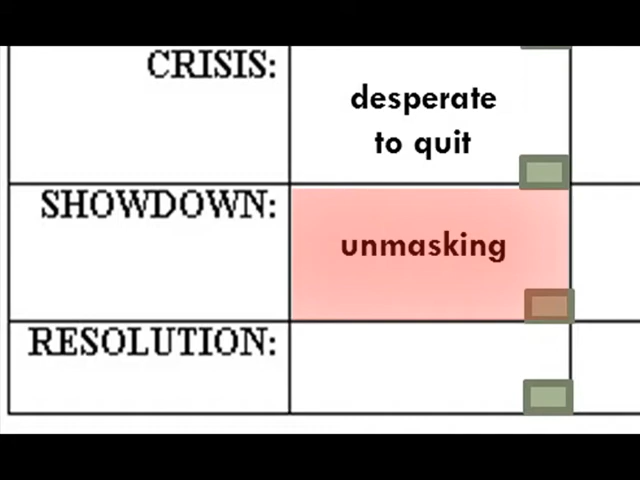 CRISIS:
desperate
to quit
SHOWDOWN:
unmasking
RESOLUTION: